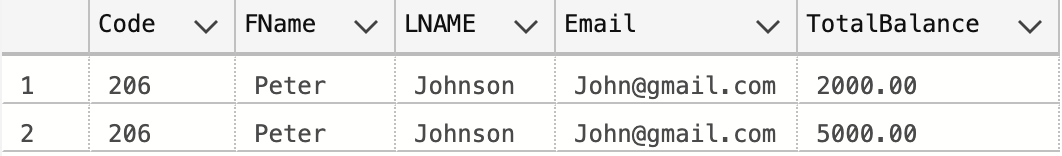 Code FName LNAME Email TotalBalance
1 206 Peter Johnson John@gmail.com 2000.00
2 206 Peter Johnson John@gmail.com 5000.00